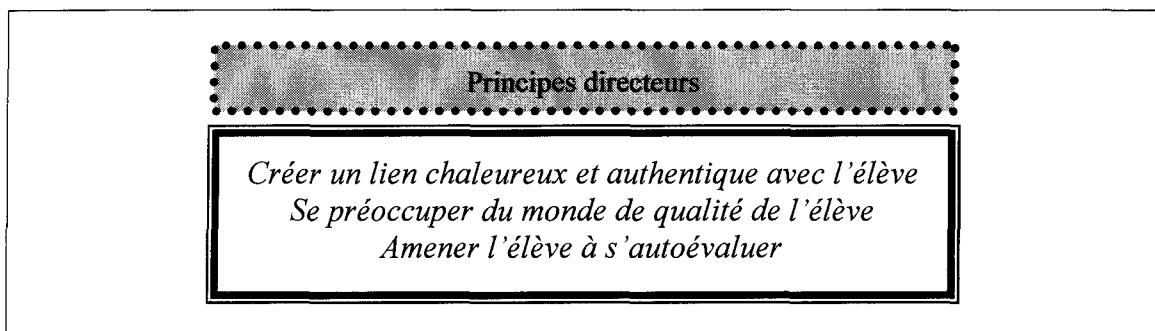 Principes directeurs
Créer un lien chaleureux et authentique avec l'élève
Se préoccuper du monde de qualité de l'élève
Amener l'élève à s'autoévaluer